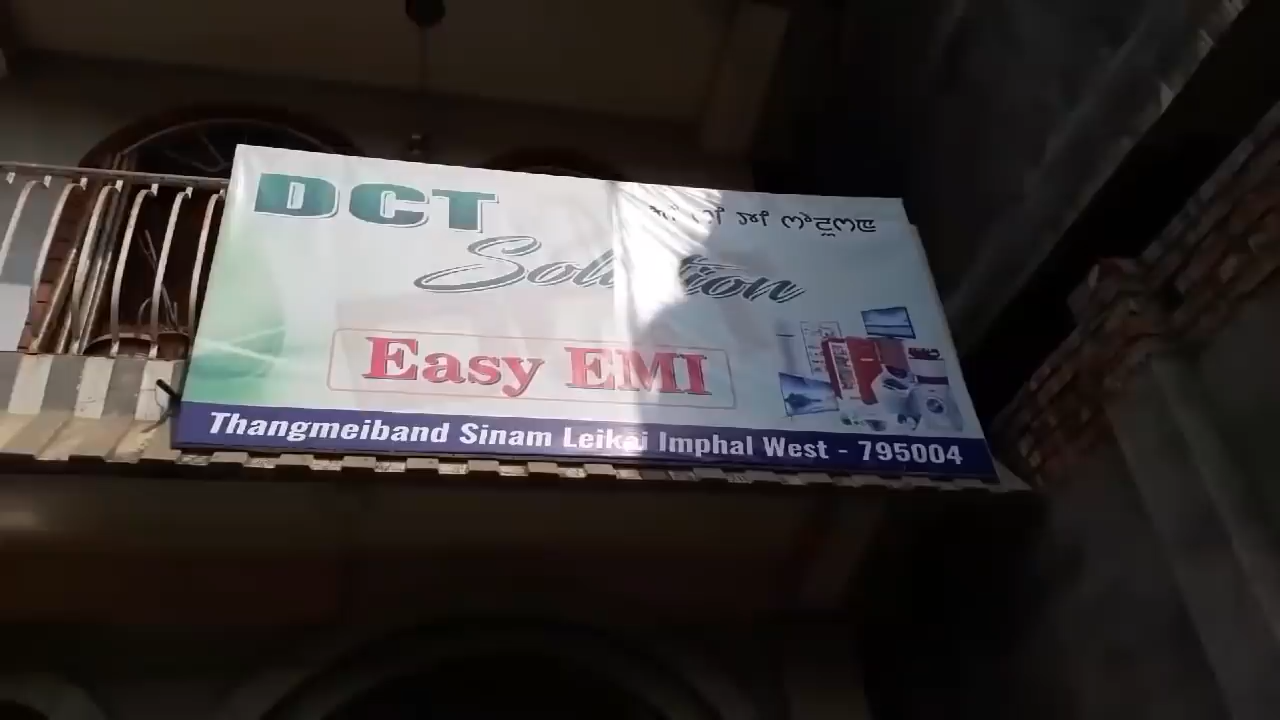 DCT
Solution
Easy EMI
Thangmeiband Sinam Leikai Imphal West - 795004